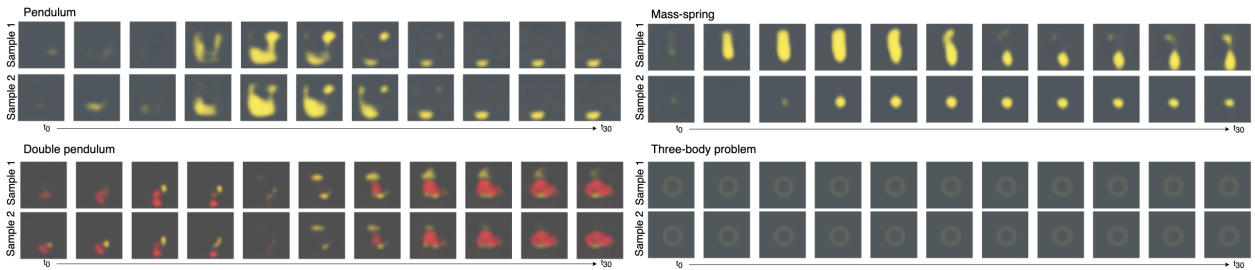 Pendulum
Sample 1
Sample 2
t0
t30
Mass-spring
Sample 1
Sample 2
t0
t30
Double pendulum
Sample 1
Sample 2
t0
t30
Three-body problem
Sample 1
Sample 2
t0
t30